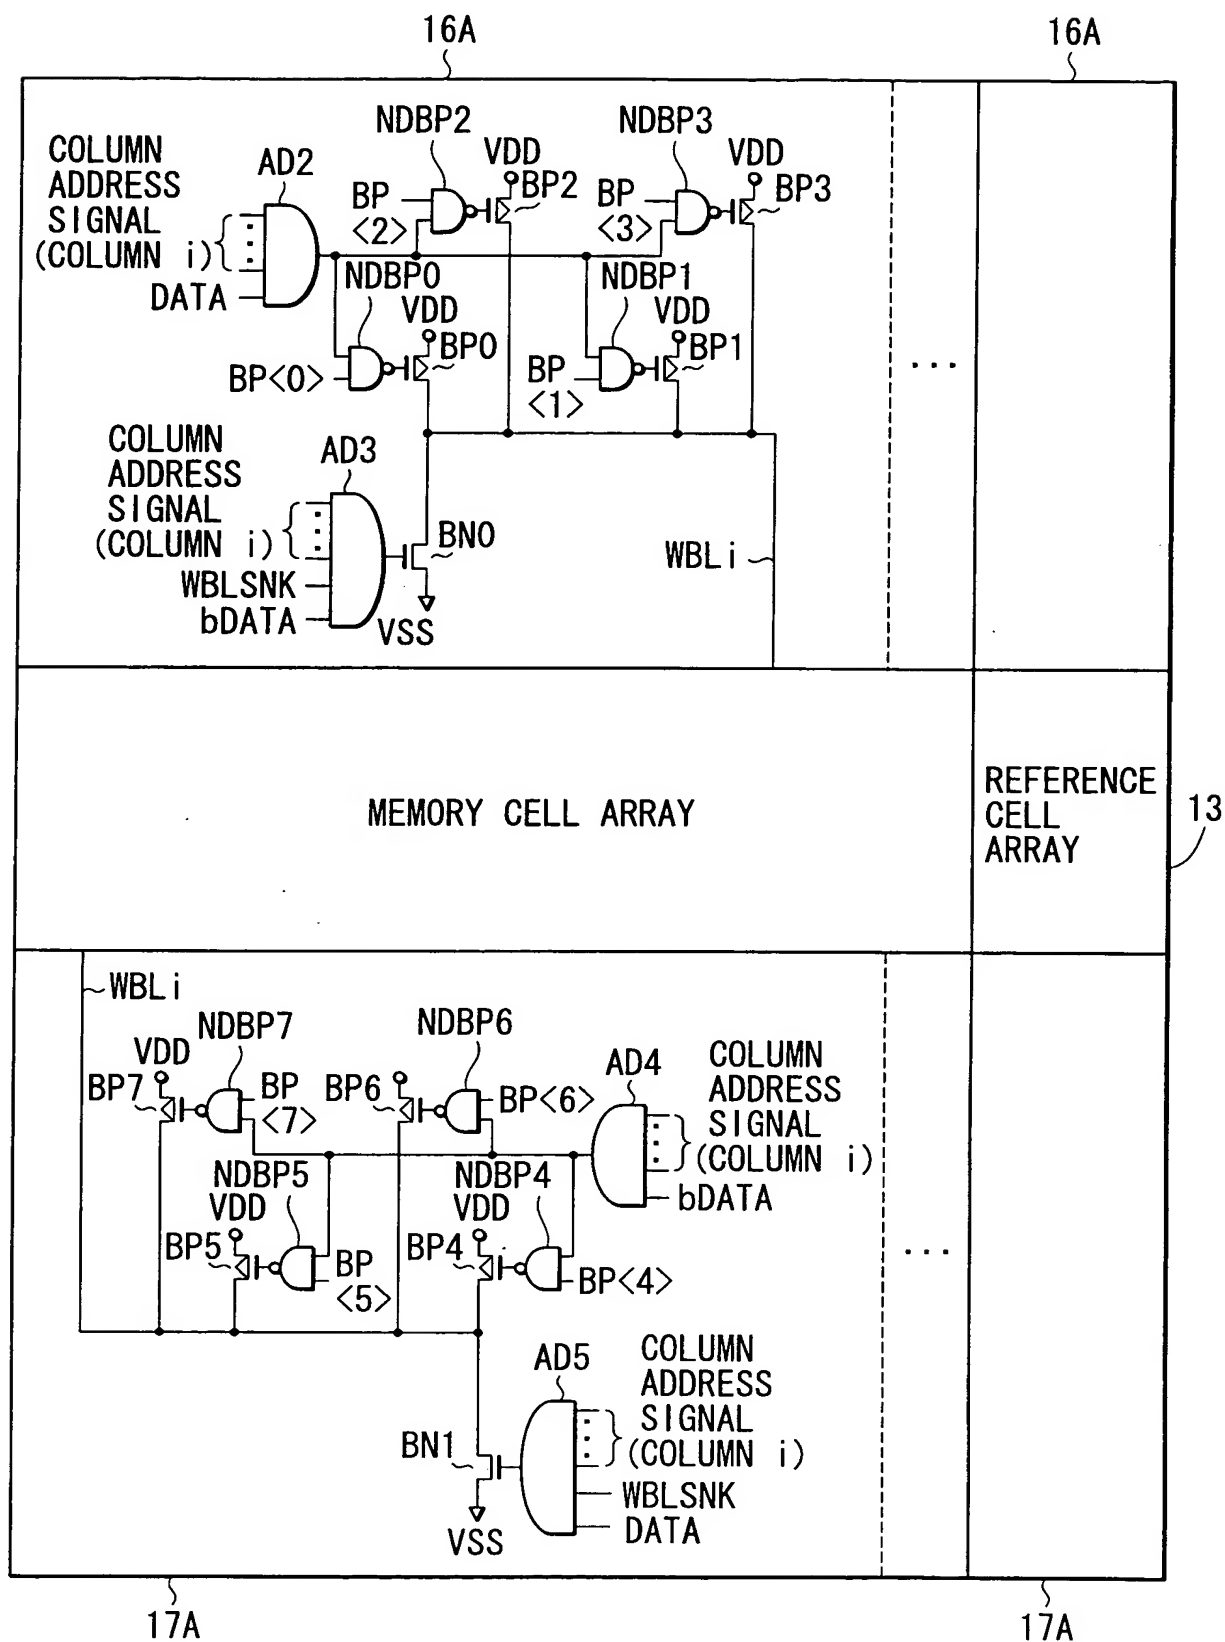 16A
16A
NDBP2
NDBP3
COLUMN
ADDRESS
SIGNAL
(COLUMN i)
AD2
VDD
VDD
BP
<2>
BP2
BP
<3>
BP3
DATA
NDBP0
NDBP1
VDD
VDD
BP0
BP1
BP<0>
BP
<1>
...
COLUMN
ADDRESS
SIGNAL
(COLUMN i)
AD3
BN0
WBLi
WBLSNK
bDATA
VSS
MEMORY CELL ARRAY
REFERENCE
CELL
ARRAY
13
WBLi
NDBP7
NDBP6
VDD
AD4
COLUMN
ADDRESS
SIGNAL
(COLUMN i)
BP7
BP
<7>
BP6
BP<6>
bDATA
NDBP5
NDBP4
VDD
VDD
BP5
BP
<5>
BP4
BP<4>
...
AD5
COLUMN
ADDRESS
SIGNAL
(COLUMN i)
BN1
WBLSNK
DATA
VSS
17A
17A